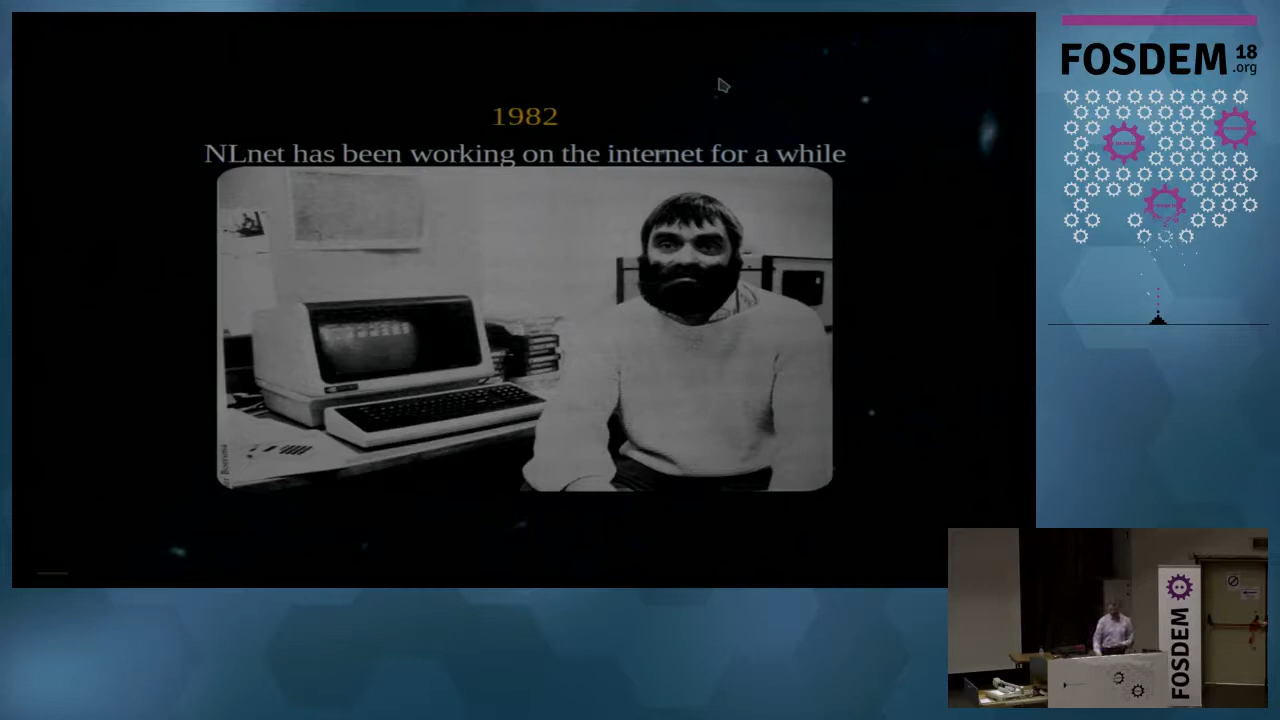 1982
NLnet has been working on the internet for a while
FOSDEM 18
.org
FOSDEM